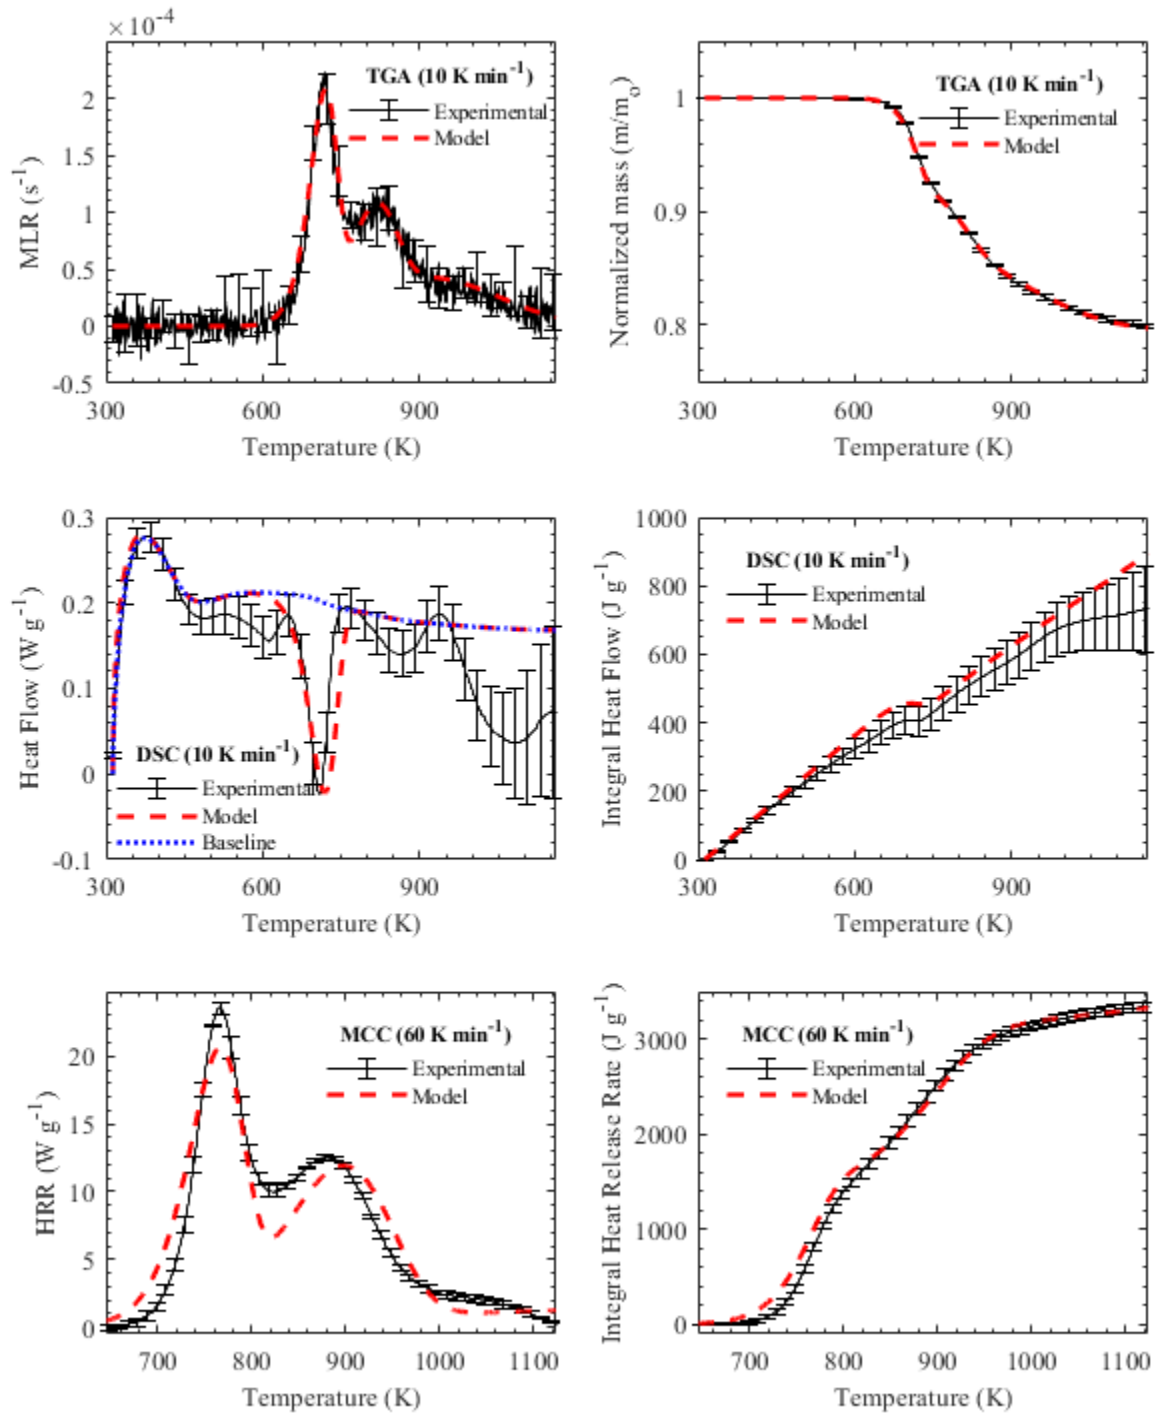 ×10⁻⁴
TGA (10 K min⁻¹)
Experimental
Model
2
1.5
1
0.5
0
-0.5
MLR (s⁻¹)
300 600 900
Temperature (K)
TGA (10 K min⁻¹)
Experimental
Model
1
0.9
0.8
Normalized mass (m/mₒ)
300 600 900
Temperature (K)
0.3
0.2
0.1
0
-0.1
Heat Flow (W g⁻¹)
DSC (10 K min⁻¹)
Experimental
Model
Baseline
300 600 900
Temperature (K)
1000
800
600
400
200
0
Integral Heat Flow (J g⁻¹)
DSC (10 K min⁻¹)
Experimental
Model
300 600 900
Temperature (K)
20
15
10
5
0
HRR (W g⁻¹)
MCC (60 K min⁻¹)
Experimental
Model
700 800 900 1000 1100
Temperature (K)
3000
2000
1000
0
Integral Heat Release Rate (J g⁻¹)
MCC (60 K min⁻¹)
Experimental
Model
700 800 900 1000 1100
Temperature (K)